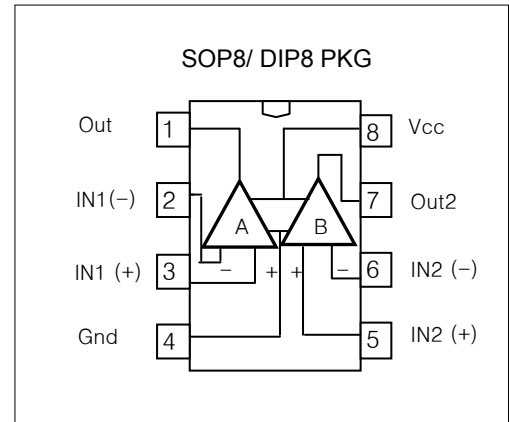 SOP8/ DIP8 PKG
Out 1 8 Vcc
IN1(−) 2 7 Out2
A B
IN1 (+) 3 − + + − 6 IN2 (−)
Gnd 4 5 IN2 (+)